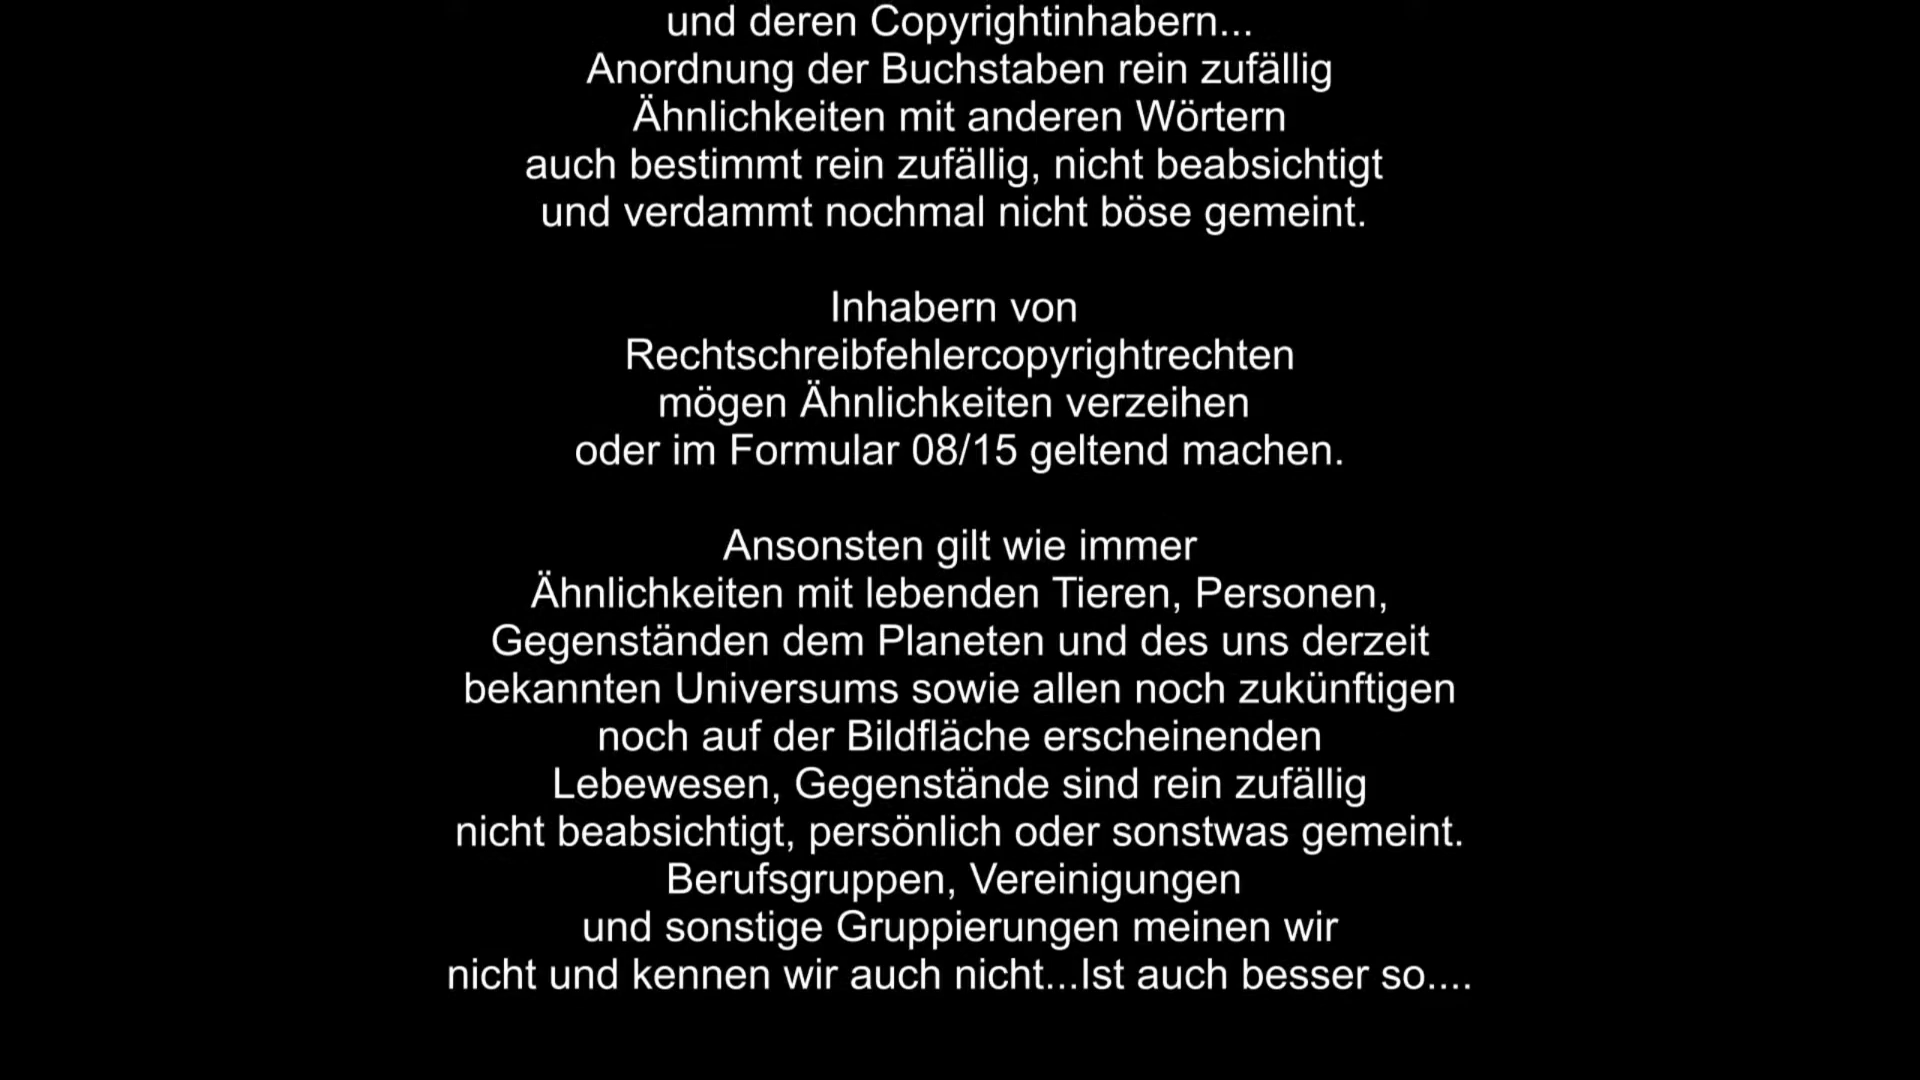 und deren Copyrightinhabern...
Anordnung der Buchstaben rein zufällig
Ähnlichkeiten mit anderen Wörtern
auch bestimmt rein zufällig, nicht beabsichtigt
und verdammt nochmal nicht böse gemeint.
Inhabern von
Rechtschreibfehlercopyrightrechten
mögen Ähnlichkeiten verzeihen
oder im Formular 08/15 geltend machen.
Ansonsten gilt wie immer
Ähnlichkeiten mit lebenden Tieren, Personen,
Gegenständen dem Planeten und des uns derzeit
bekannten Universums sowie allen noch zukünftigen
noch auf der Bildfläche erscheinenden
Lebewesen, Gegenstände sind rein zufällig
nicht beabsichtigt, persönlich oder sonstwas gemeint.
Berufsgruppen, Vereinigungen
und sonstige Gruppierungen meinen wir
nicht und kennen wir auch nicht...Ist auch besser so....